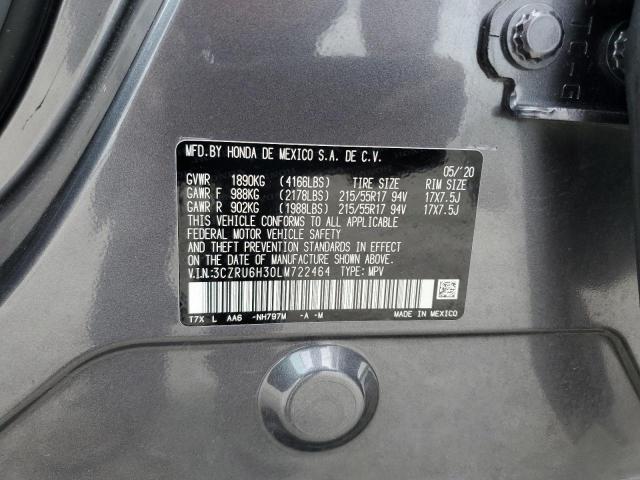 MFD.BY HONDA DE MEXICO S.A. DE C.V.
05/'20
GVWR 1890KG (4166LBS) TIRE SIZE RIM SIZE
GAWR F 988KG (2178LBS) 215/55R17 94V 17X7.5J
GAWR R 902KG (1988LBS) 215/55R17 94V 17X7.5J
THIS VEHICLE CONFORMS TO ALL APPLICABLE
FEDERAL MOTOR VEHICLE SAFETY
AND THEFT PREVENTION STANDARDS IN EFFECT
ON THE DATE OF MANUFACTURE SHOWN ABOVE.
V.I.N.:3CZRU6H30LM722464 TYPE: MPV
T7X L AA6 -NH797M -A -M MADE IN MEXICO